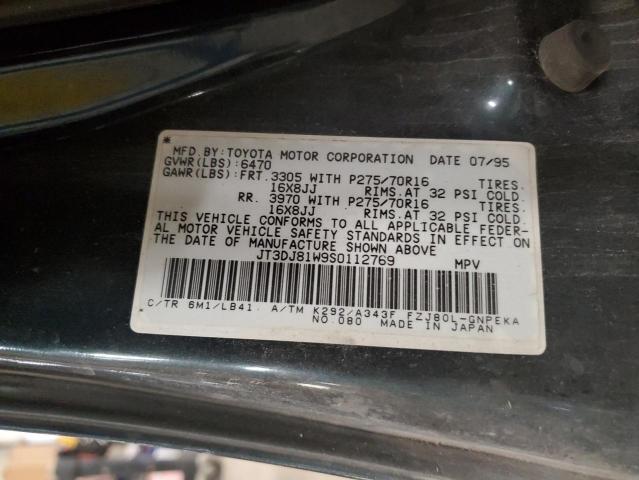 MFD. BY: TOYOTA MOTOR CORPORATION DATE 07/95
GVWR(LBS):6470
GAWR(LBS):FRT. 3305 WITH P275/70R16 TIRES.
16X8JJ RIMS. AT 32 PSI COLD.
RR. 3970 WITH P275/70R16 TIRES.
16X8JJ RIMS. AT 32 PSI COLD.
THIS VEHICLE CONFORMS TO ALL APPLICABLE FEDER-
AL MOTOR VEHICLE SAFETY STANDARDS IN EFFECT ON
THE DATE OF MANUFACTURE SHOWN ABOVE
JT3DJ81W9S0112769 MPV
C/TR 6M1/LB41. A/TM K292/A343F FZJ80L-GNPEKA
NO.080 MADE IN JAPAN